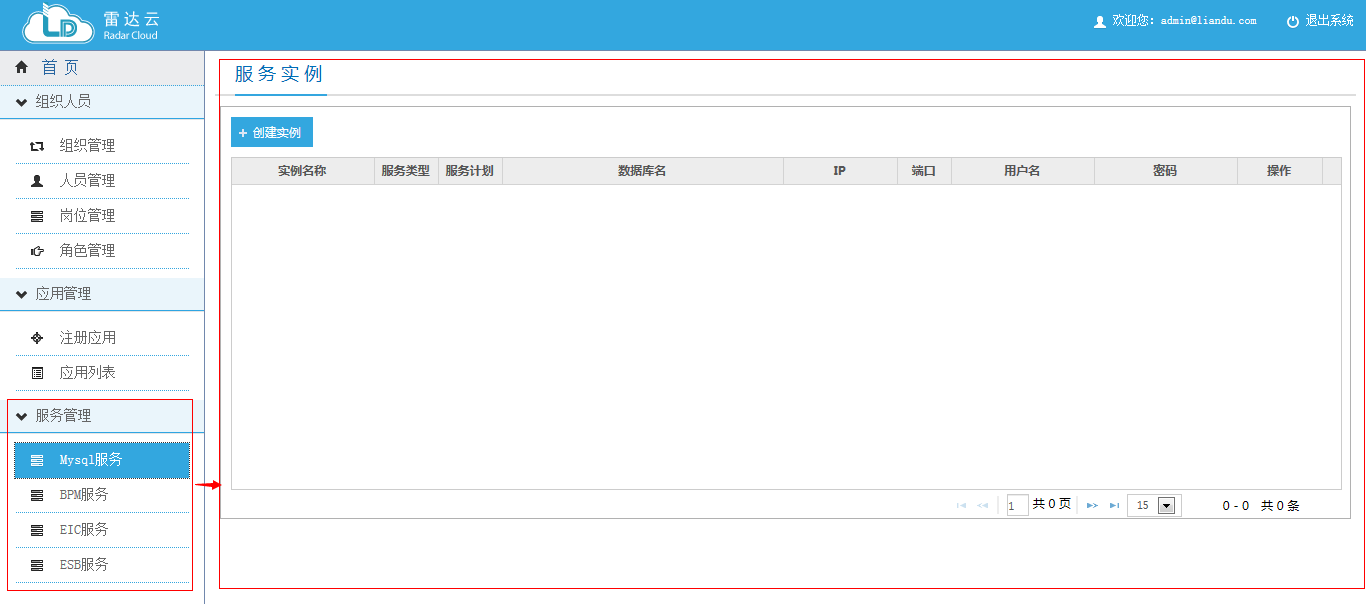 雷达云
Radar Cloud
欢迎您: admin@liandu.com
退出系统
首 页
组织人员
组织管理
人员管理
岗位管理
角色管理
应用管理
注册应用
应用列表
服务管理
Mysql服务
BPM服务
EIC服务
ESB服务
服务实例
+ 创建实例
实例名称 服务类型 服务计划 数据库名 IP 端口 用户名 密码 操作
1 共 0 页 15 0 - 0 共 0 条